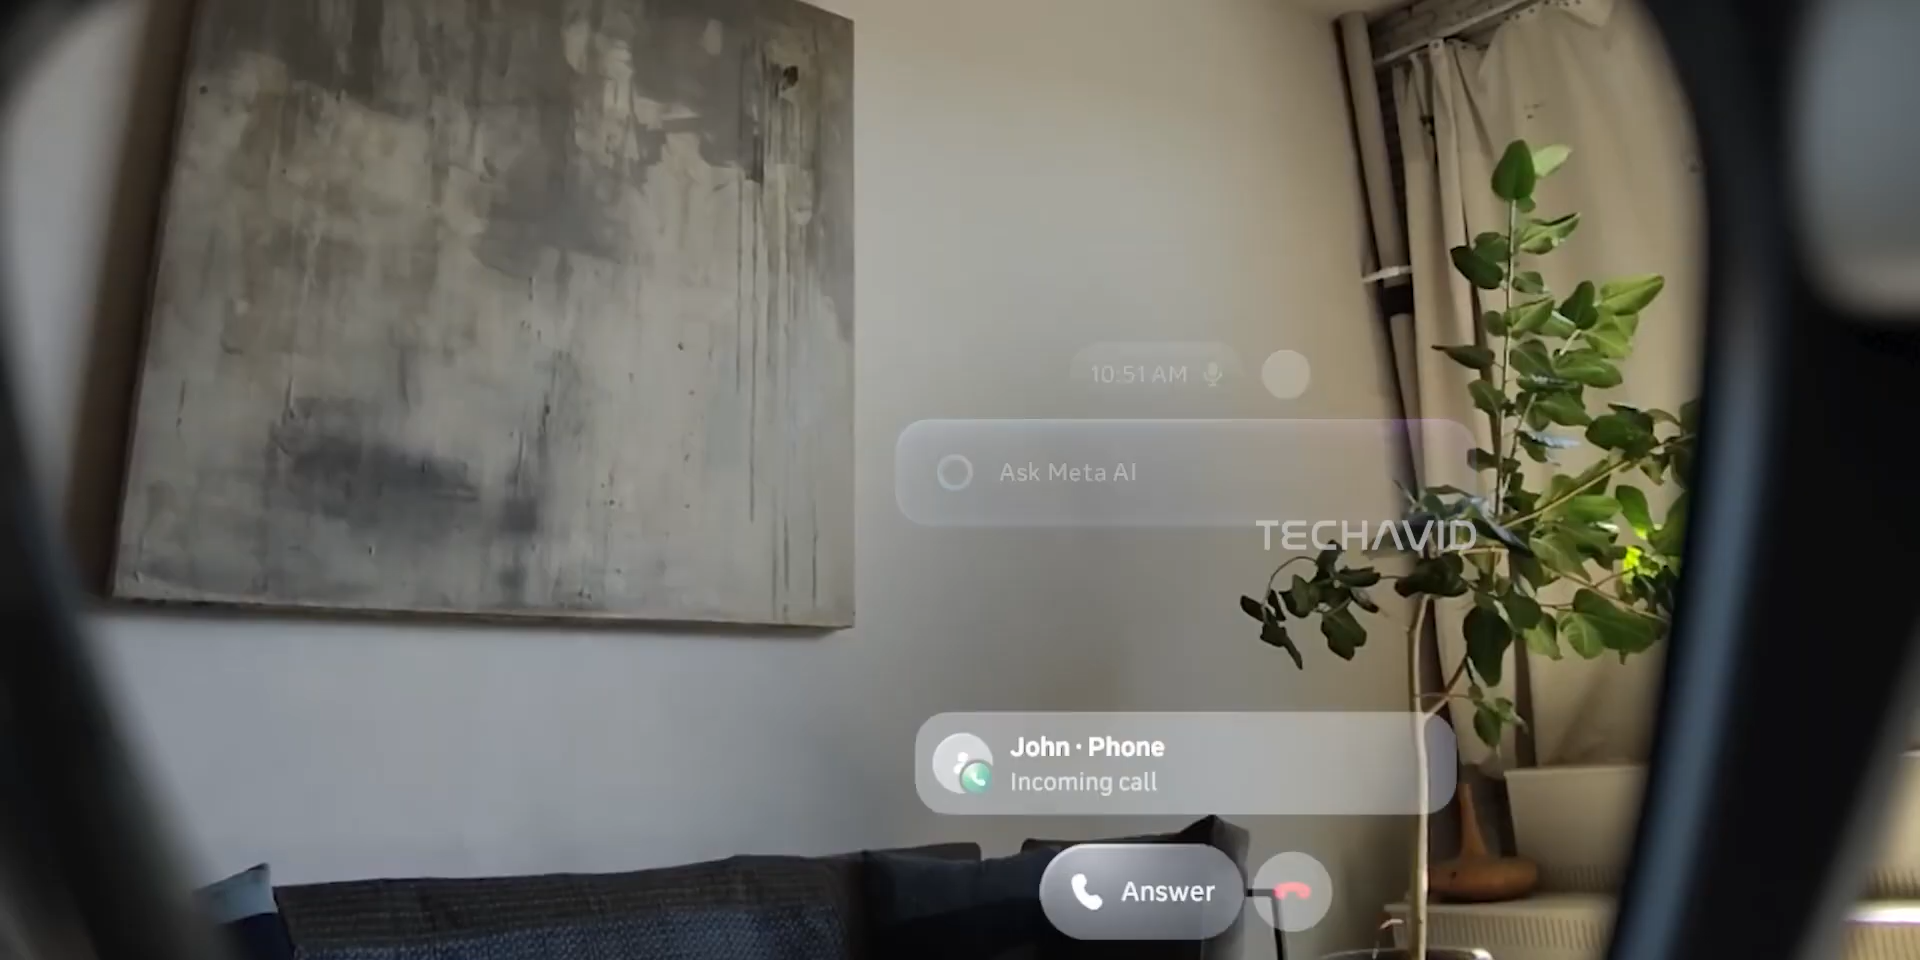 10:51 AM
Ask Meta AI
TECHAVID
John · Phone
Incoming call
Answer